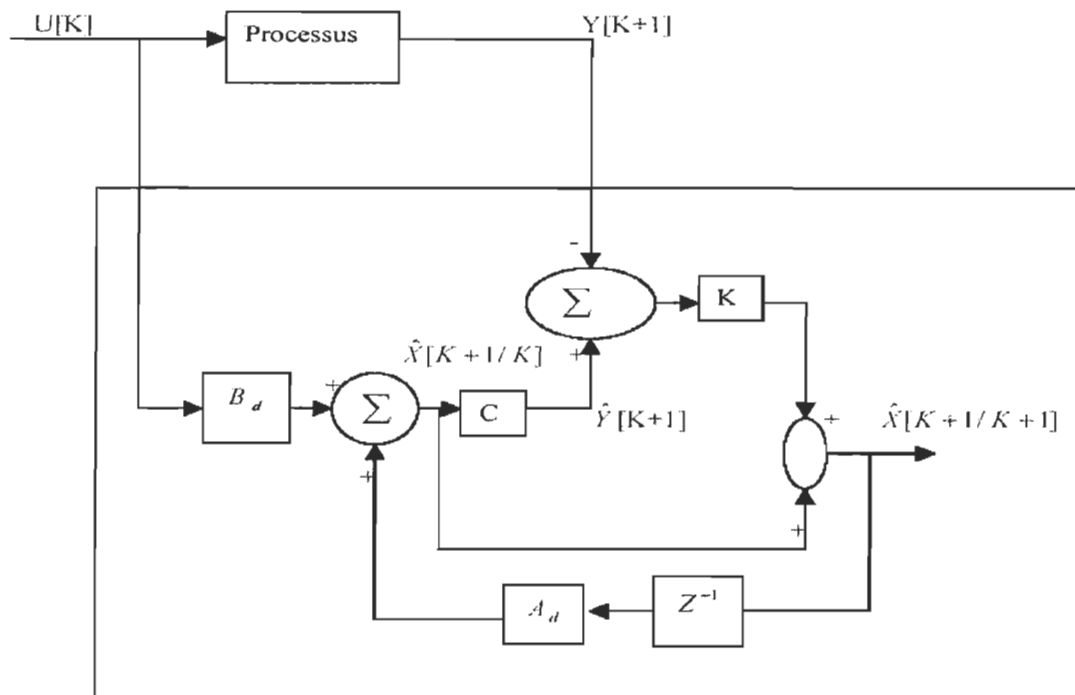 U[K]
Processus
Y[K+1]
-
Σ
K
X̂[K+1/K]
+
+
B_d
Σ
C
Ŷ[K+1]
+
X̂[K+1/K+1]
+
+
A_d
Z⁻¹